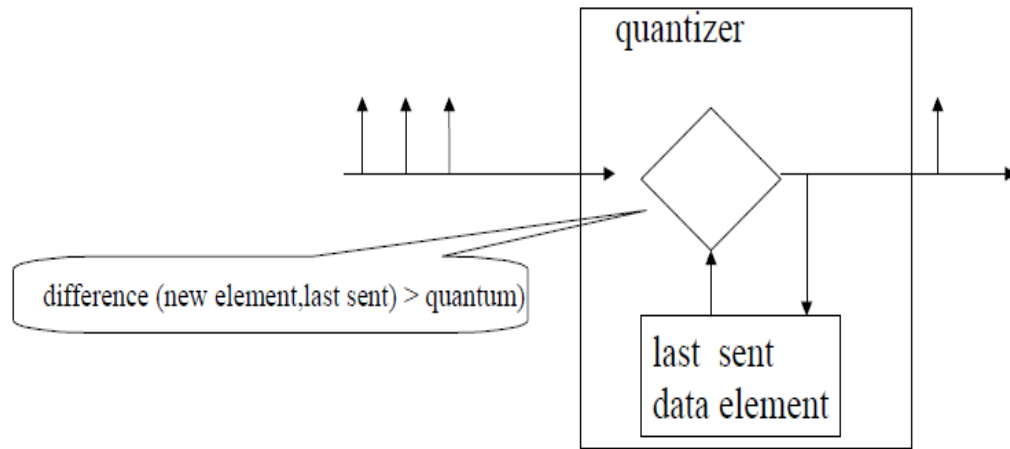 quantizer
difference (new element,last sent) > quantum)
last sent
data element